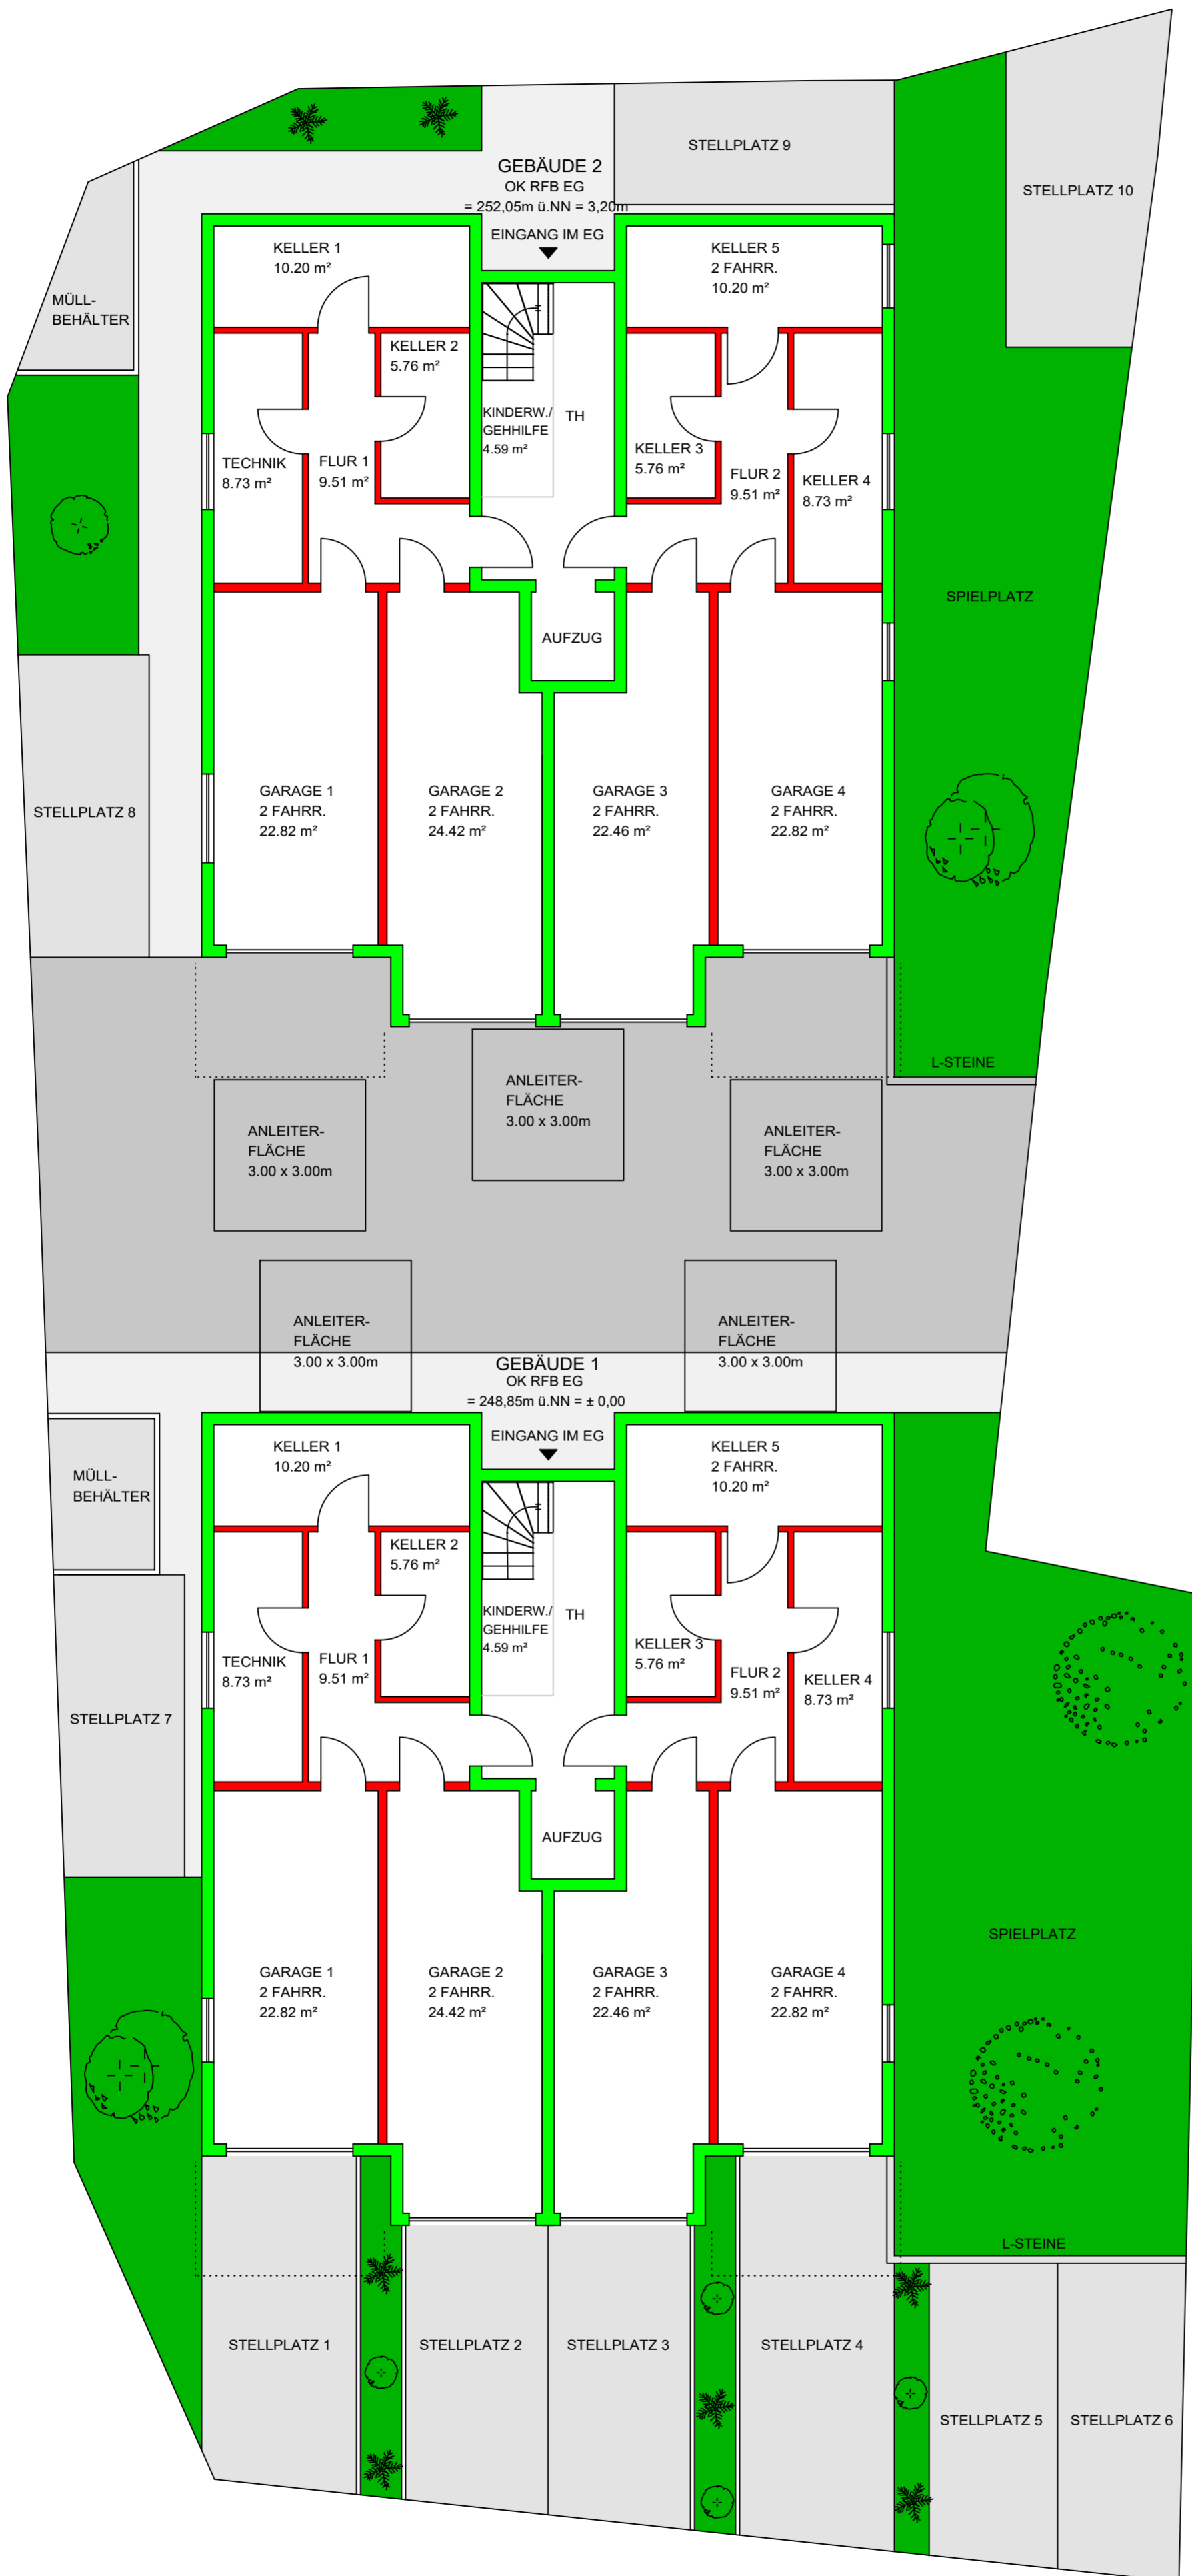 STELLPLATZ 9
GEBÄUDE 2
OK RFB EG
= 252,05m ü.NN = 3,20m
EINGANG IM EG
STELLPLATZ 10
MÜLL-
BEHÄLTER
KELLER 1
10.20 m²
KELLER 5
2 FAHRR.
10.20 m²
KELLER 2
5.76 m²
KINDERW./
GEHHILFE
4.59 m²
TH
TECHNIK
8.73 m²
FLUR 1
9.51 m²
KELLER 3
5.76 m²
FLUR 2
9.51 m²
KELLER 4
8.73 m²
SPIELPLATZ
AUFZUG
STELLPLATZ 8
GARAGE 1
2 FAHRR.
22.82 m²
GARAGE 2
2 FAHRR.
24.42 m²
GARAGE 3
2 FAHRR.
22.46 m²
GARAGE 4
2 FAHRR.
22.82 m²
L-STEINE
ANLEITER-
FLÄCHE
3.00 x 3.00m
ANLEITER-
FLÄCHE
3.00 x 3.00m
ANLEITER-
FLÄCHE
3.00 x 3.00m
ANLEITER-
FLÄCHE
3.00 x 3.00m
ANLEITER-
FLÄCHE
3.00 x 3.00m
GEBÄUDE 1
OK RFB EG
= 248,85m ü.NN = ± 0,00
EINGANG IM EG
MÜLL-
BEHÄLTER
KELLER 1
10.20 m²
KELLER 5
2 FAHRR.
10.20 m²
KELLER 2
5.76 m²
KINDERW./
GEHHILFE
4.59 m²
TH
TECHNIK
8.73 m²
FLUR 1
9.51 m²
KELLER 3
5.76 m²
FLUR 2
9.51 m²
KELLER 4
8.73 m²
STELLPLATZ 7
AUFZUG
SPIELPLATZ
GARAGE 1
2 FAHRR.
22.82 m²
GARAGE 2
2 FAHRR.
24.42 m²
GARAGE 3
2 FAHRR.
22.46 m²
GARAGE 4
2 FAHRR.
22.82 m²
L-STEINE
STELLPLATZ 1
STELLPLATZ 2
STELLPLATZ 3
STELLPLATZ 4
STELLPLATZ 5
STELLPLATZ 6